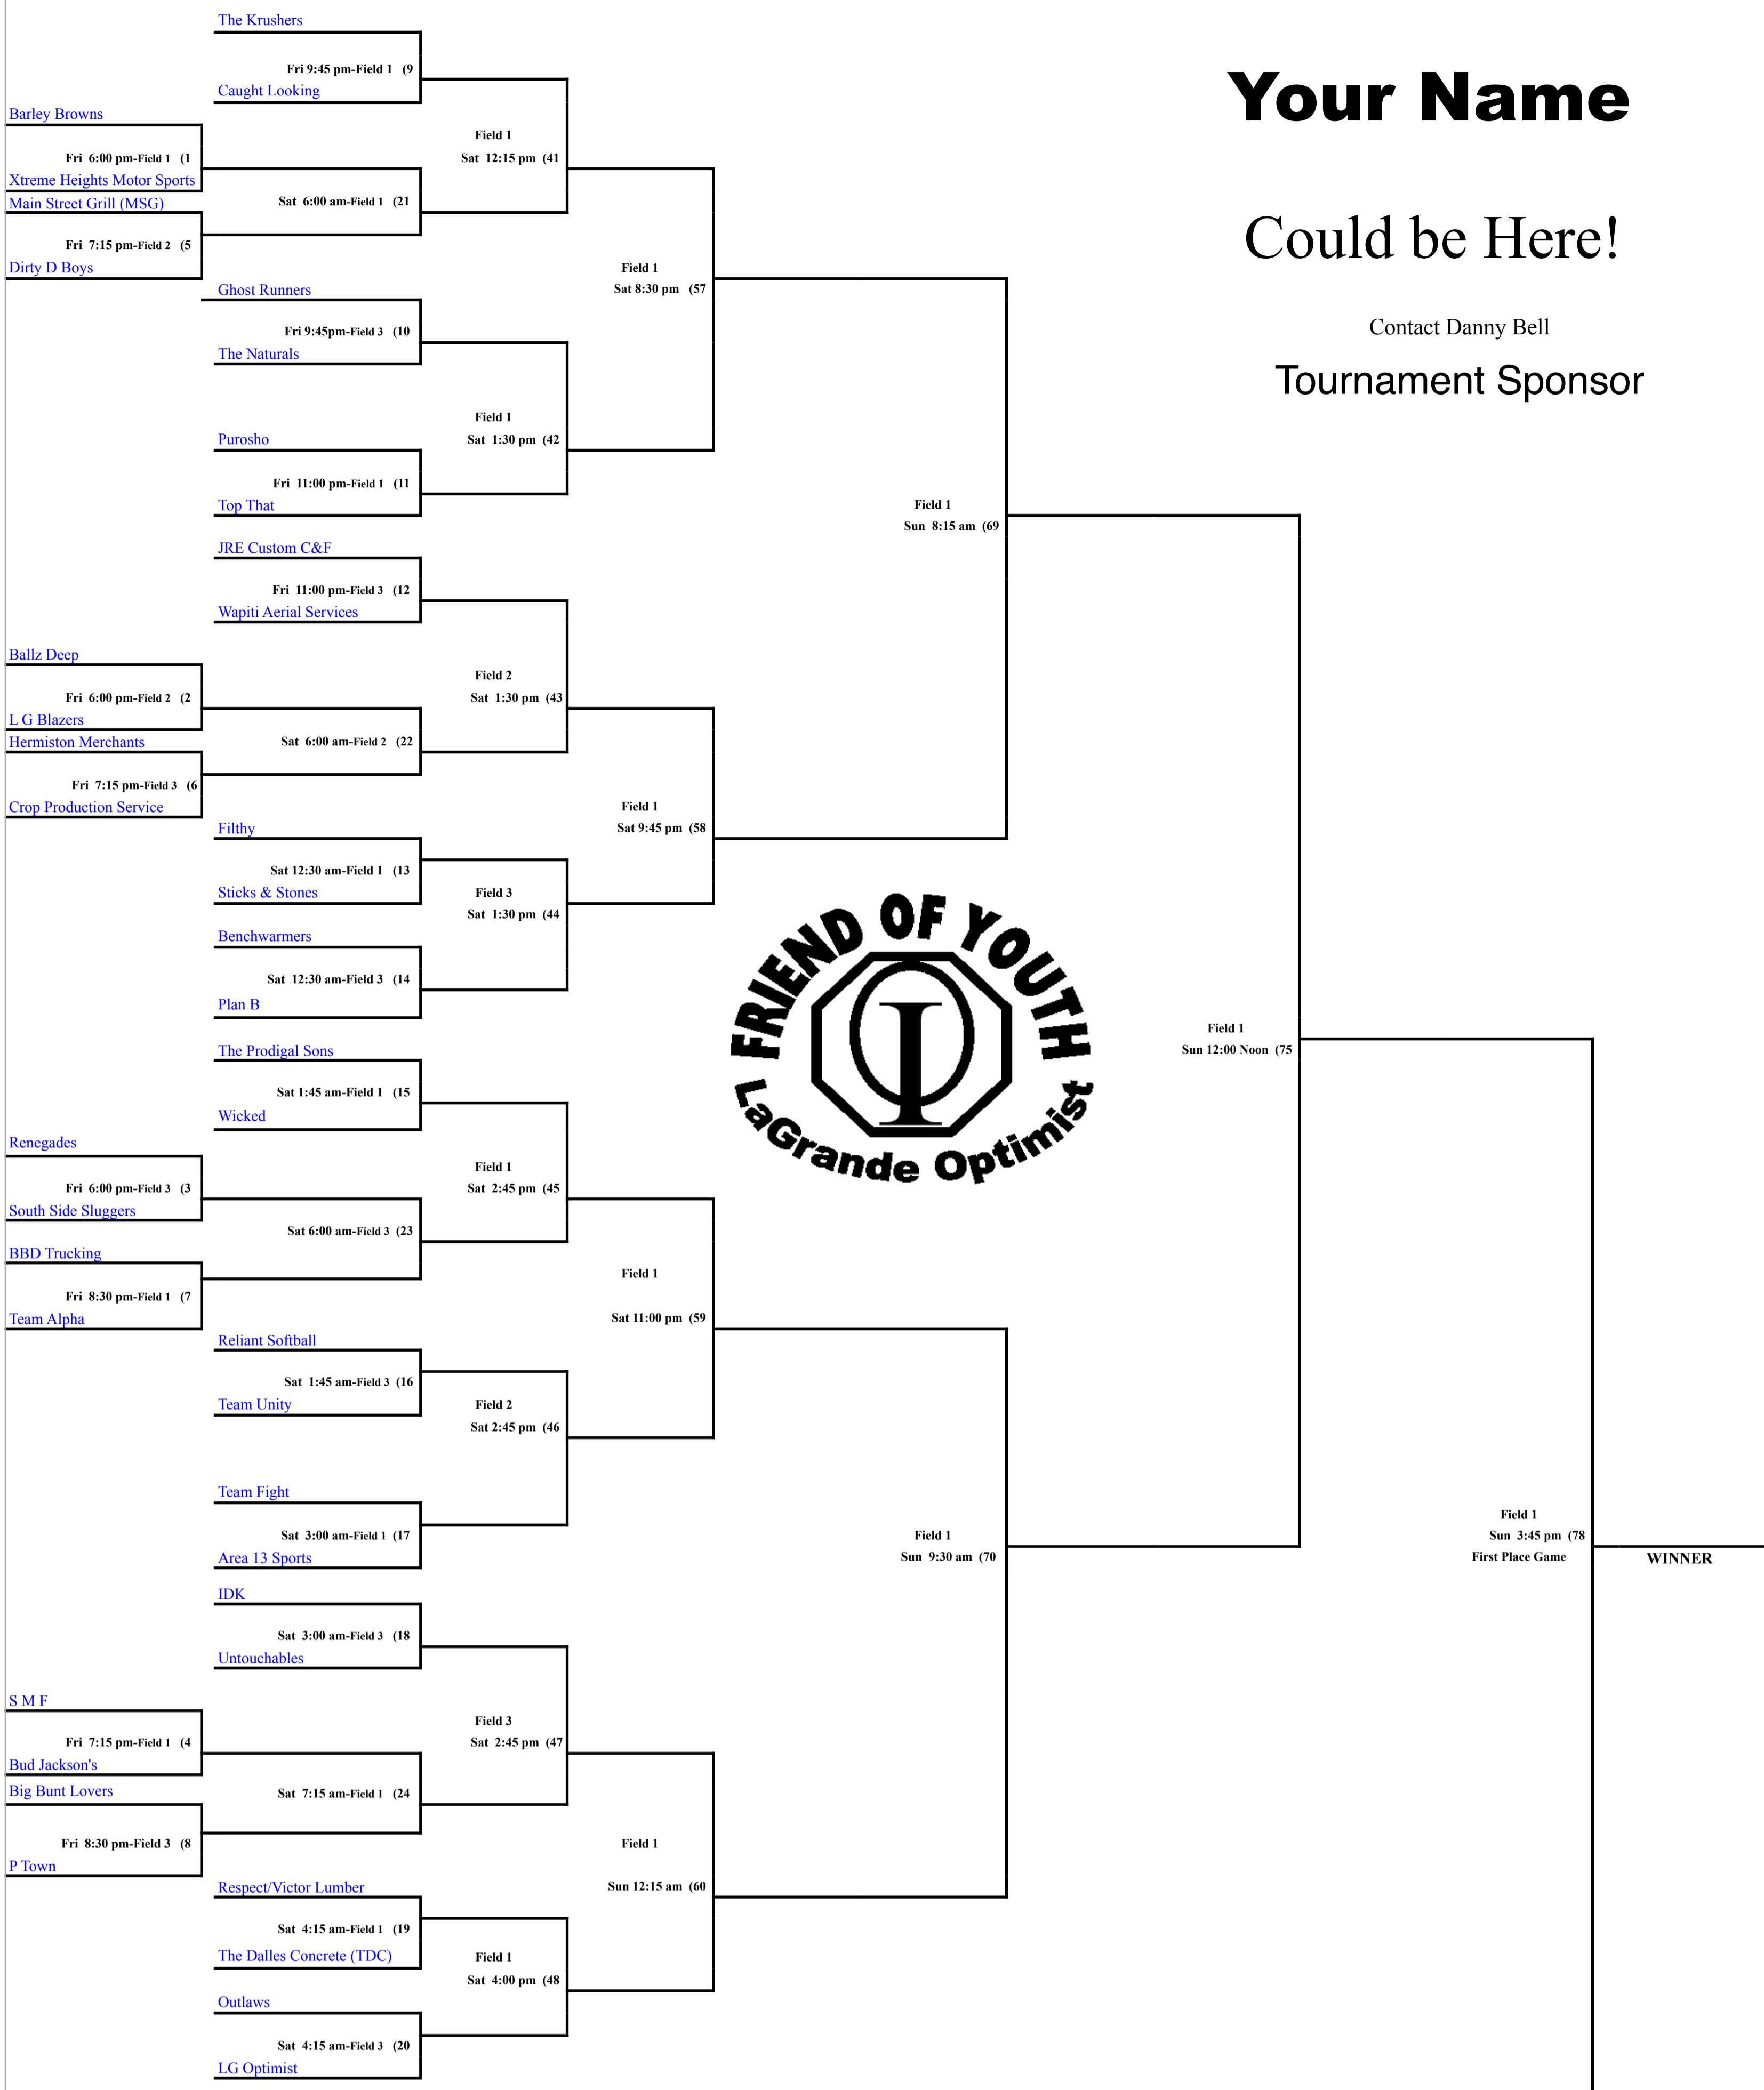 The Krushers
Fri 9:45 pm-Field 1 (9
Caught Looking
Your Name
Could be Here!
Contact Danny Bell
Tournament Sponsor
Barley Browns
Fri 6:00 pm-Field 1 (1
Xtreme Heights Motor Sports
Main Street Grill (MSG)
Fri 7:15 pm-Field 2 (5
Dirty D Boys
Field 1
Sat 12:15 pm (41
Sat 6:00 am-Field 1 (21
Field 1
Sat 8:30 pm (57
Ghost Runners
Fri 9:45pm-Field 3 (10
The Naturals
Field 1
Sat 1:30 pm (42
Purosho
Fri 11:00 pm-Field 1 (11
Top That
Field 1
Sun 8:15 am (69
JRE Custom C&F
Fri 11:00 pm-Field 3 (12
Wapiti Aerial Services
Ballz Deep
Fri 6:00 pm-Field 2 (2
L G Blazers
Hermiston Merchants
Fri 7:15 pm-Field 3 (6
Crop Production Service
Field 2
Sat 1:30 pm (43
Sat 6:00 am-Field 2 (22
Field 1
Sat 9:45 pm (58
Filthy
Sat 12:30 am-Field 1 (13
Sticks & Stones
Field 3
Sat 1:30 pm (44
Benchwarmers
Sat 12:30 am-Field 3 (14
Plan B
FRIEND OF YOUTH
LaGrande Optimist
Field 1
Sun 12:00 Noon (75
The Prodigal Sons
Sat 1:45 am-Field 1 (15
Wicked
Renegades
Fri 6:00 pm-Field 3 (3
South Side Sluggers
Field 1
Sat 2:45 pm (45
Sat 6:00 am-Field 3 (23
BBD Trucking
Fri 8:30 pm-Field 1 (7
Team Alpha
Field 1
Sat 11:00 pm (59
Reliant Softball
Sat 1:45 am-Field 3 (16
Team Unity
Field 2
Sat 2:45 pm (46
Team Fight
Sat 3:00 am-Field 1 (17
Area 13 Sports
Field 1
Sun 9:30 am (70
Field 1
Sun 3:45 pm (78
First Place Game
WINNER
IDK
Sat 3:00 am-Field 3 (18
Untouchables
S M F
Fri 7:15 pm-Field 1 (4
Bud Jackson's
Big Bunt Lovers
Fri 8:30 pm-Field 3 (8
P Town
Field 3
Sat 2:45 pm (47
Sat 7:15 am-Field 1 (24
Field 1
Sun 12:15 am (60
Respect/Victor Lumber
Sat 4:15 am-Field 1 (19
The Dalles Concrete (TDC)
Field 1
Sat 4:00 pm (48
Outlaws
Sat 4:15 am-Field 3 (20
LG Optimist